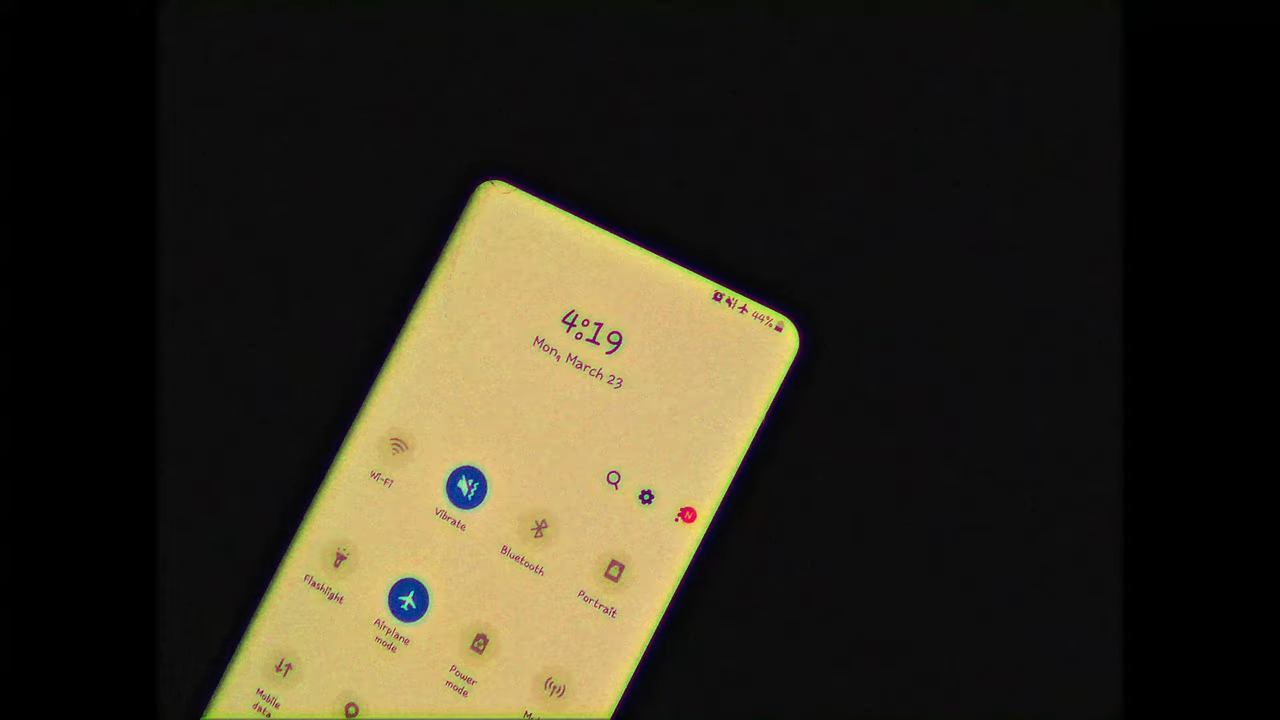 44%
4:19
Mon, March 23
N
Wi-Fi
Vibrate
Bluetooth
Portrait
Flashlight
Airplane
mode
Power
mode
Mobile
data